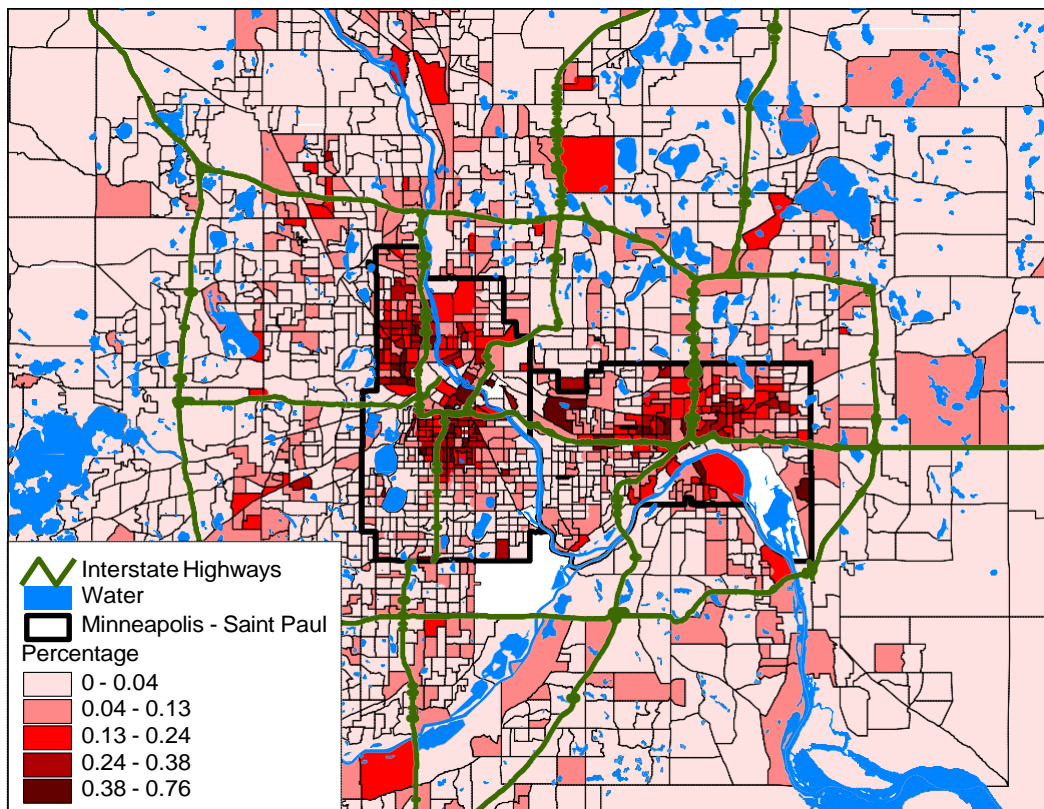 Interstate Highways
Water
Minneapolis - Saint Paul
Percentage
0 - 0.04
0.04 - 0.13
0.13 - 0.24
0.24 - 0.38
0.38 - 0.76